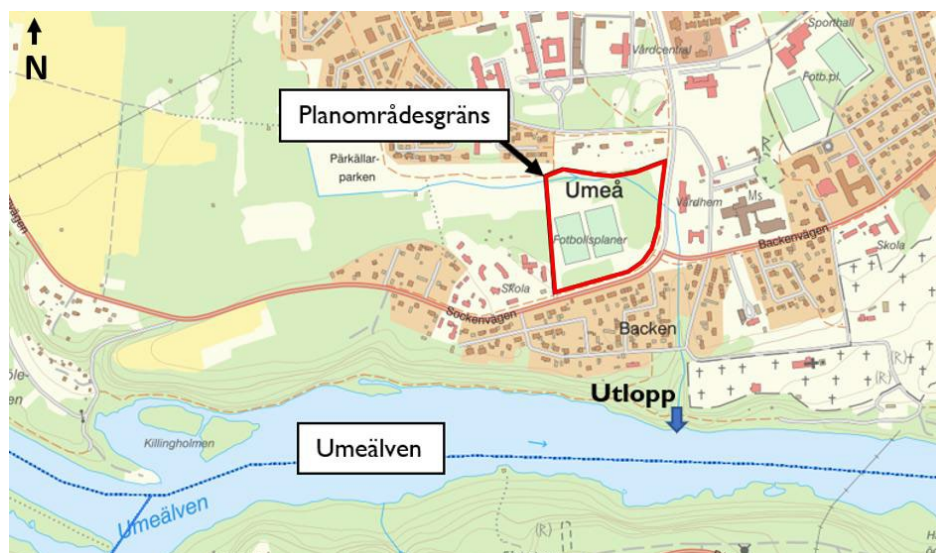 N
Sporthall
Vårdcentral
Fotb.pl.
Planområdesgräns
Pärkällar-
parken
Umeå
Vårdhem
Ms
(R)
Fotbollsplaner
Backenvägen
Skola
Sockenvägen
Skola
Sockenvägen
Backen
(R)
(R)
Utlopp
Killingholmen
Umeälven
Umeälven
(R)
(R)